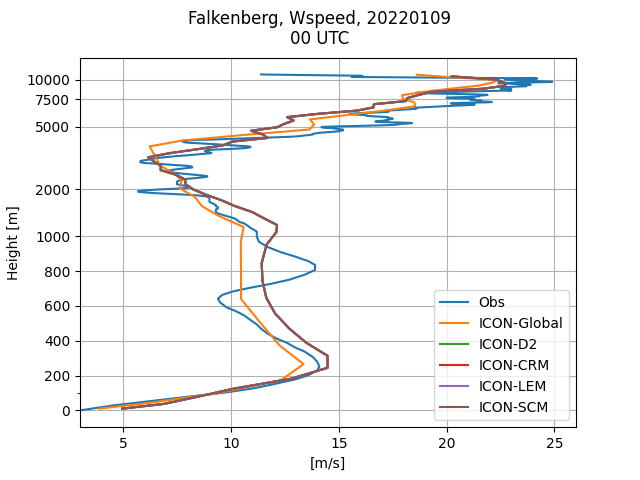 Falkenberg, Wspeed, 20220109
00 UTC
Height [m]
10000
7500
5000
2000
1000
800
600
400
200
0
Obs
ICON-Global
ICON-D2
ICON-CRM
ICON-LEM
ICON-SCM
5 10 15 20 25
[m/s]